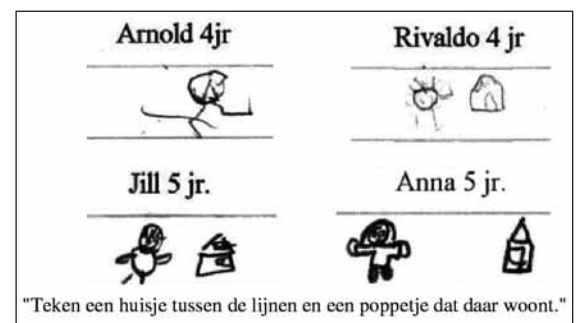 Arnold 4jr
Rivaldo 4 jr
Jill 5 jr.
Anna 5 jr.
"Teken een huisje tussen de lijnen en een poppetje dat daar woont."